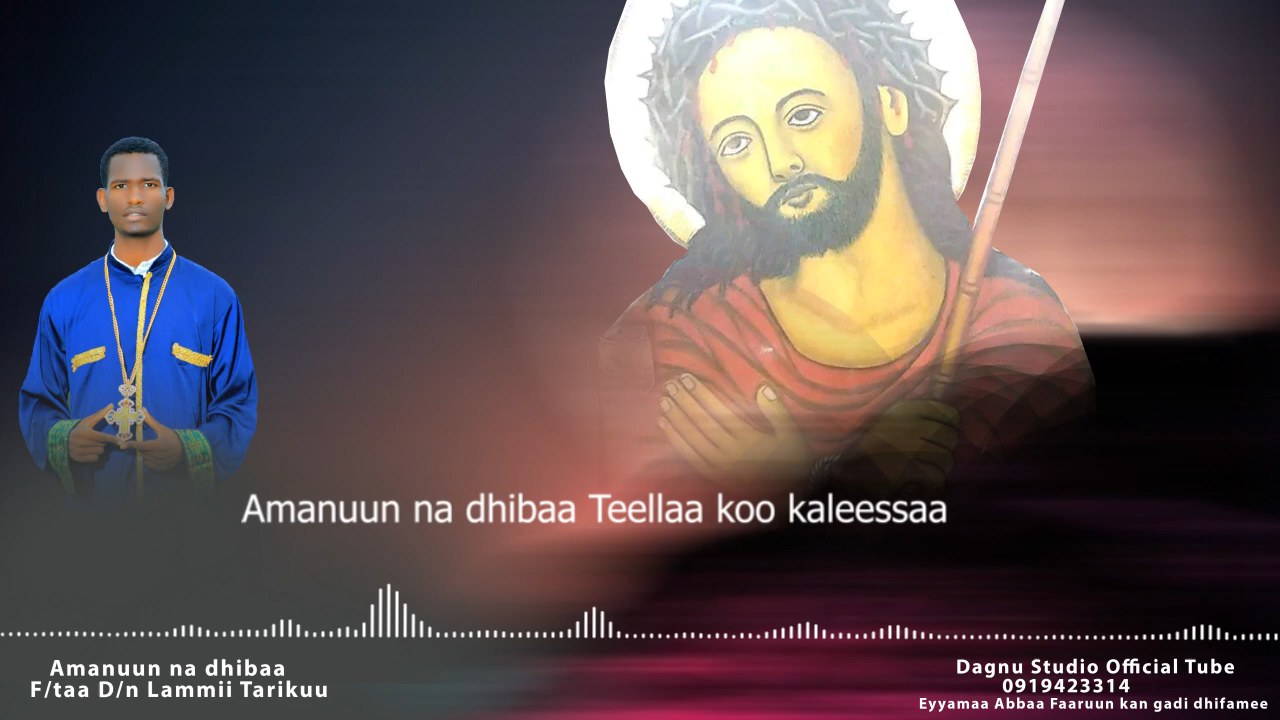 Amanuun na dhibaa Teellaa koo kaleessaa
Amanuun na dhibaa
F/taa D/n Lammii Tarikuu
Dagnu Studio Official Tube
0919423314
Eyyamaa Abbaa Faaruun kan gadi dhifamee